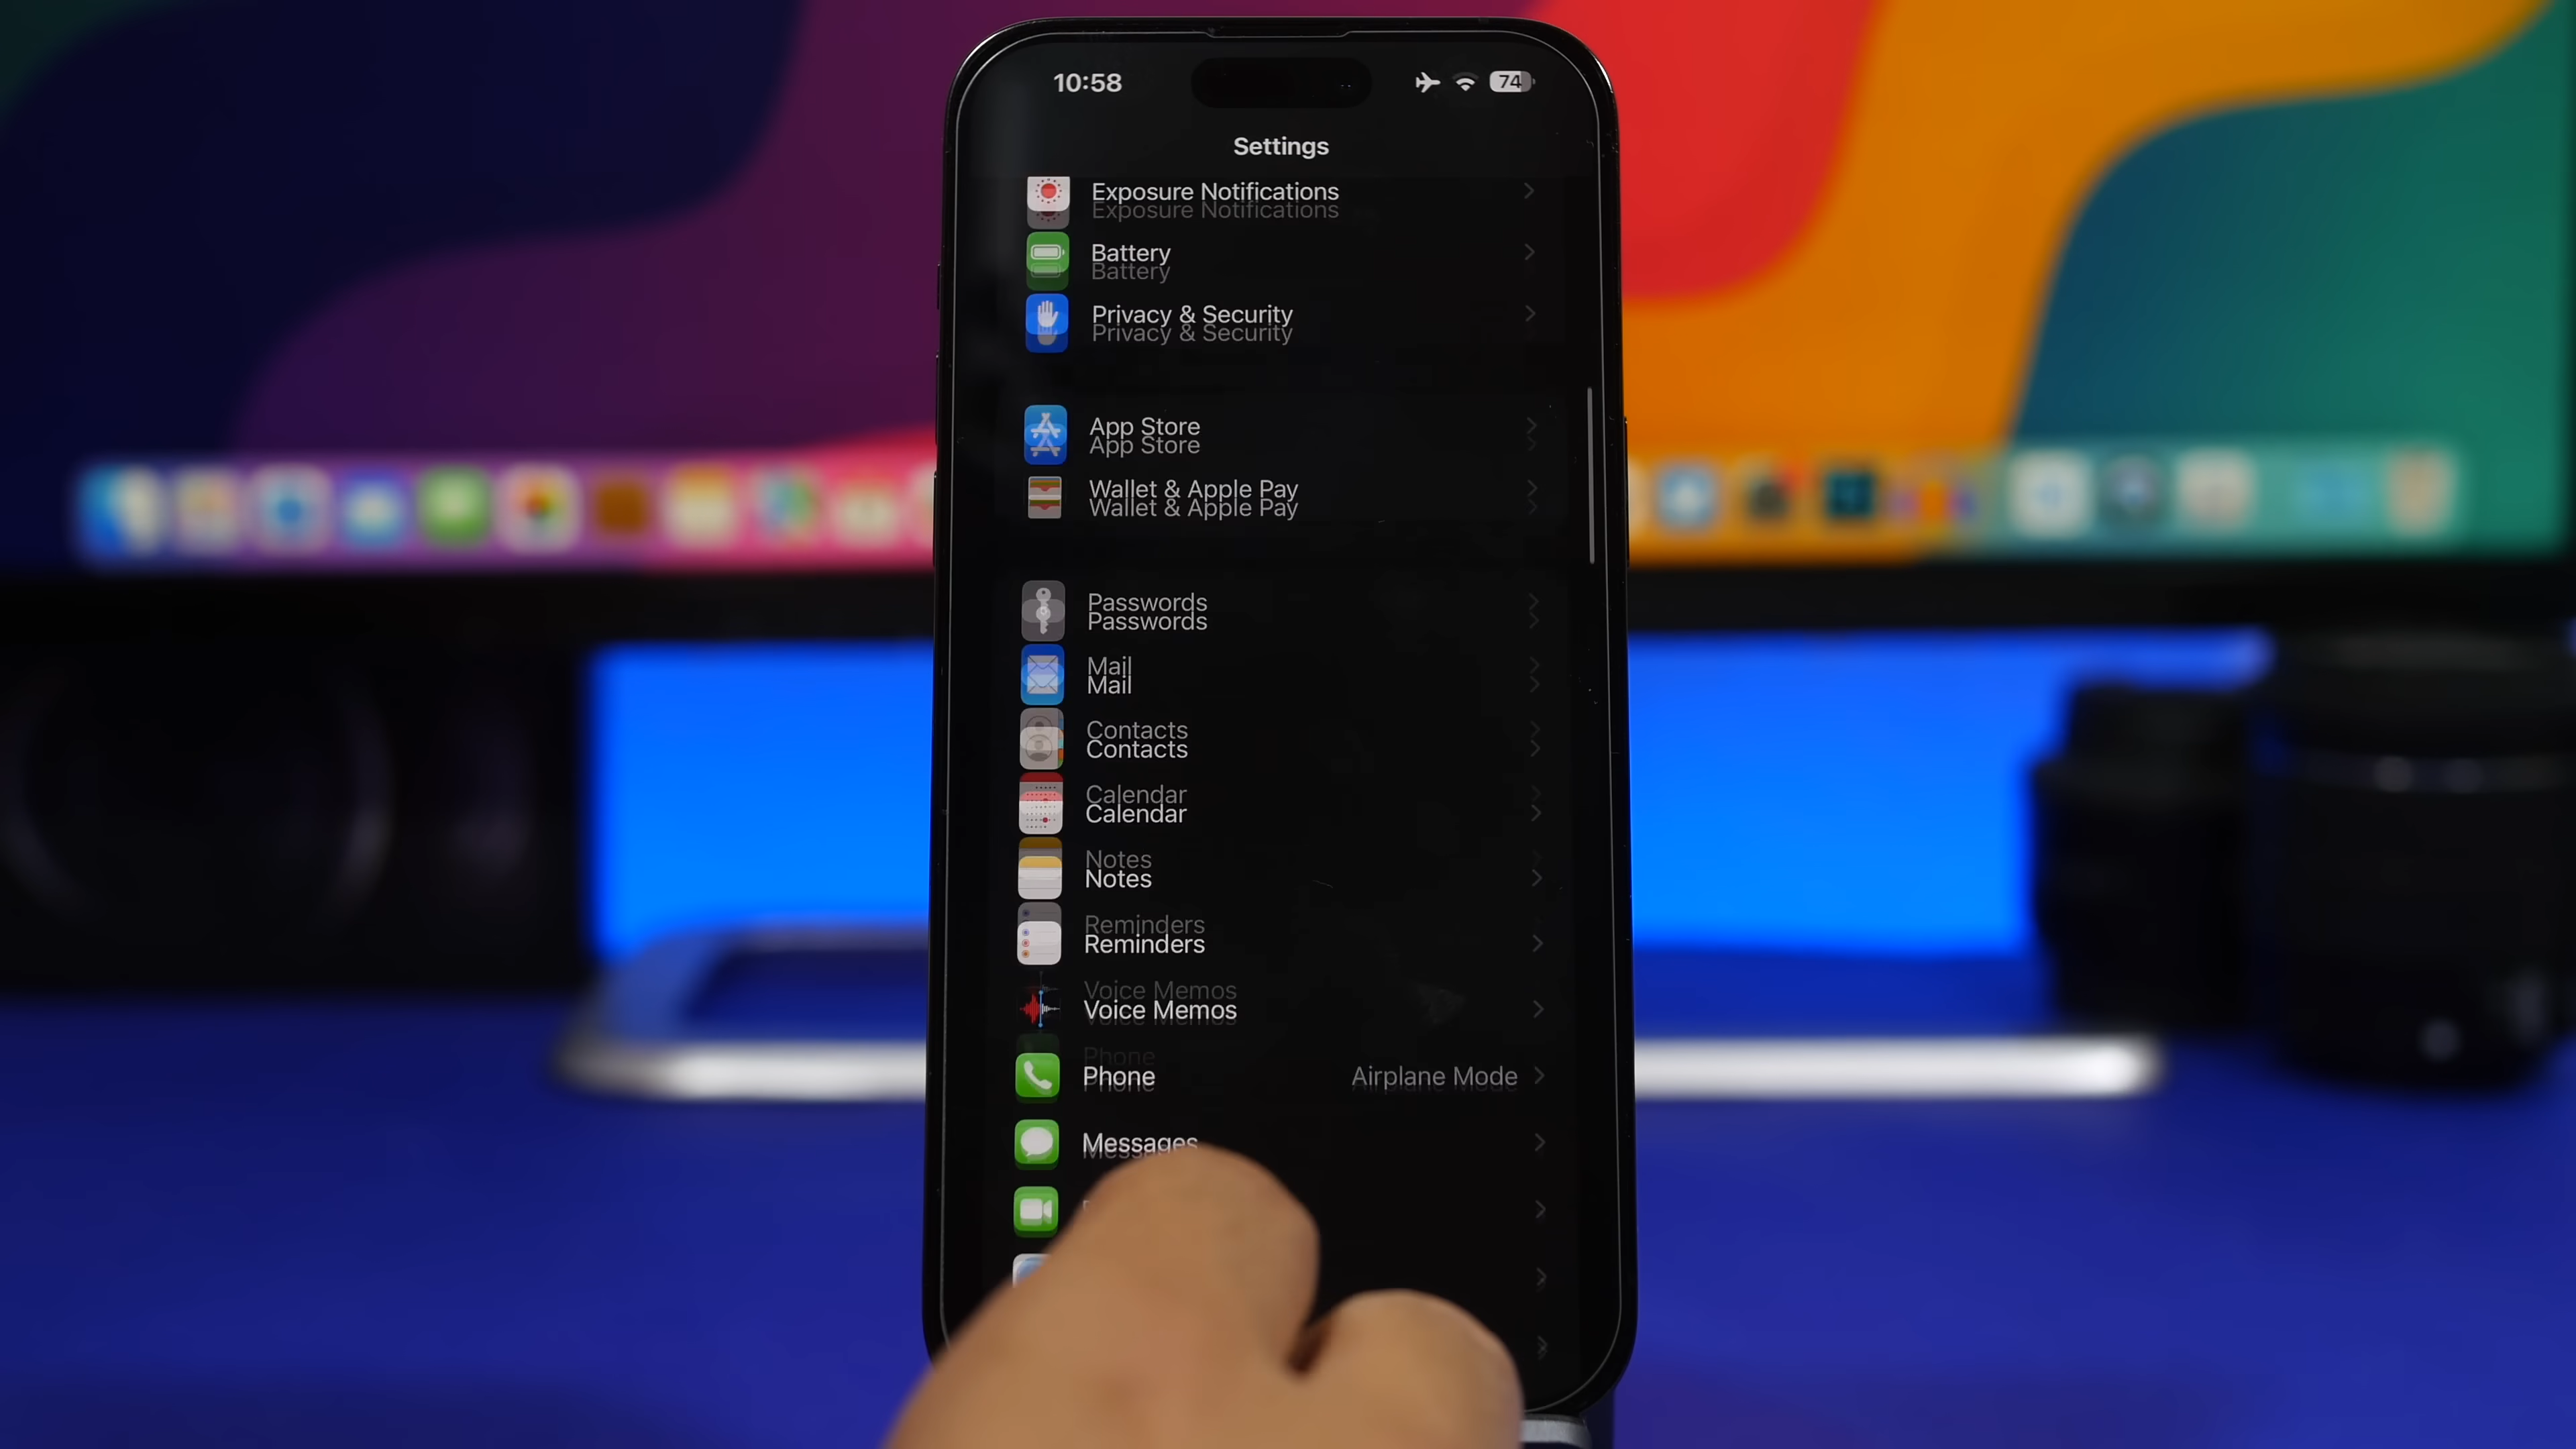 10:58
74
Settings
Exposure Notifications
Battery
Privacy & Security
App Store
Wallet & Apple Pay
Passwords
Mail
Contacts
Calendar
Notes
Reminders
Voice Memos
Phone Airplane Mode
Messages